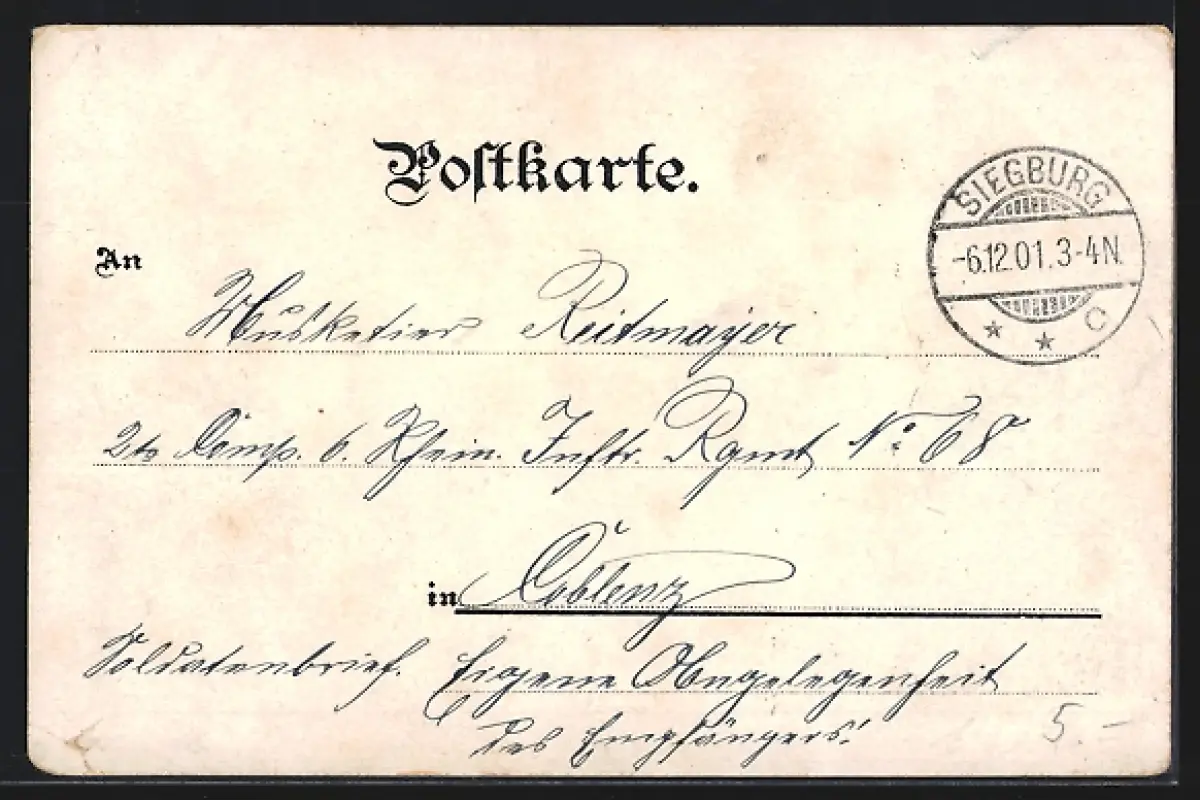 Postkarte.
SIEGBURG
-6.12.01.3-4N.
* * C
An
Musketier Reitmayer
2te Comp. 6. Rhein. Inftr. Rgmt No 68
in Coblenz
Soldatenbrief. Eigene Angelegenheit
des Empfängers!
5.-